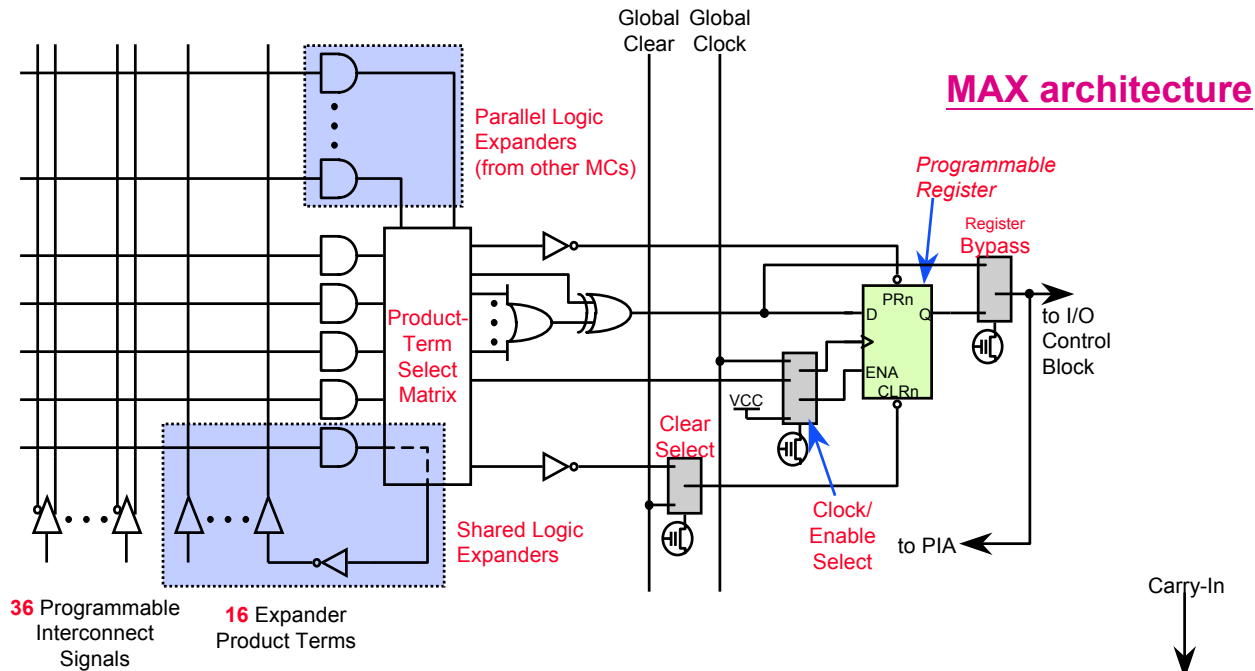 Global Clear
Global Clock
MAX architecture
Parallel Logic
Expanders
(from other MCs)
Programmable
Register
Register
Bypass
PRn
D
Q
ENA
CLRn
to I/O
Control
Block
Product-
Term
Select
Matrix
VCC
Clear
Select
Clock/
Enable
Select
Shared Logic
Expanders
to PIA
36 Programmable
Interconnect
Signals
16 Expander
Product Terms
Carry-In